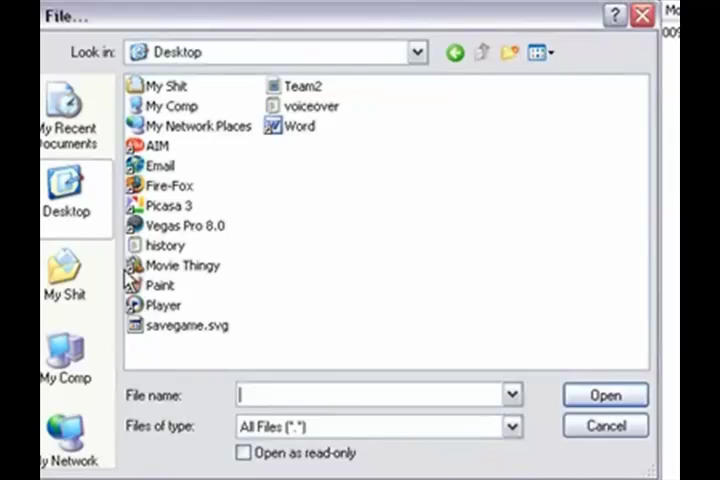 File...
Mo
009
Look in:
Desktop
My Recent
Documents
Desktop
My Shit
My Comp
My Network
My Shit
My Comp
My Network Places
AIM
Email
Fire-Fox
Picasa 3
Vegas Pro 8.0
history
Movie Thingy
Paint
Player
savegame.svg
Team2
voiceover
Word
File name:
Open
Files of type:
All Files (*.*)
Cancel
Open as read-only